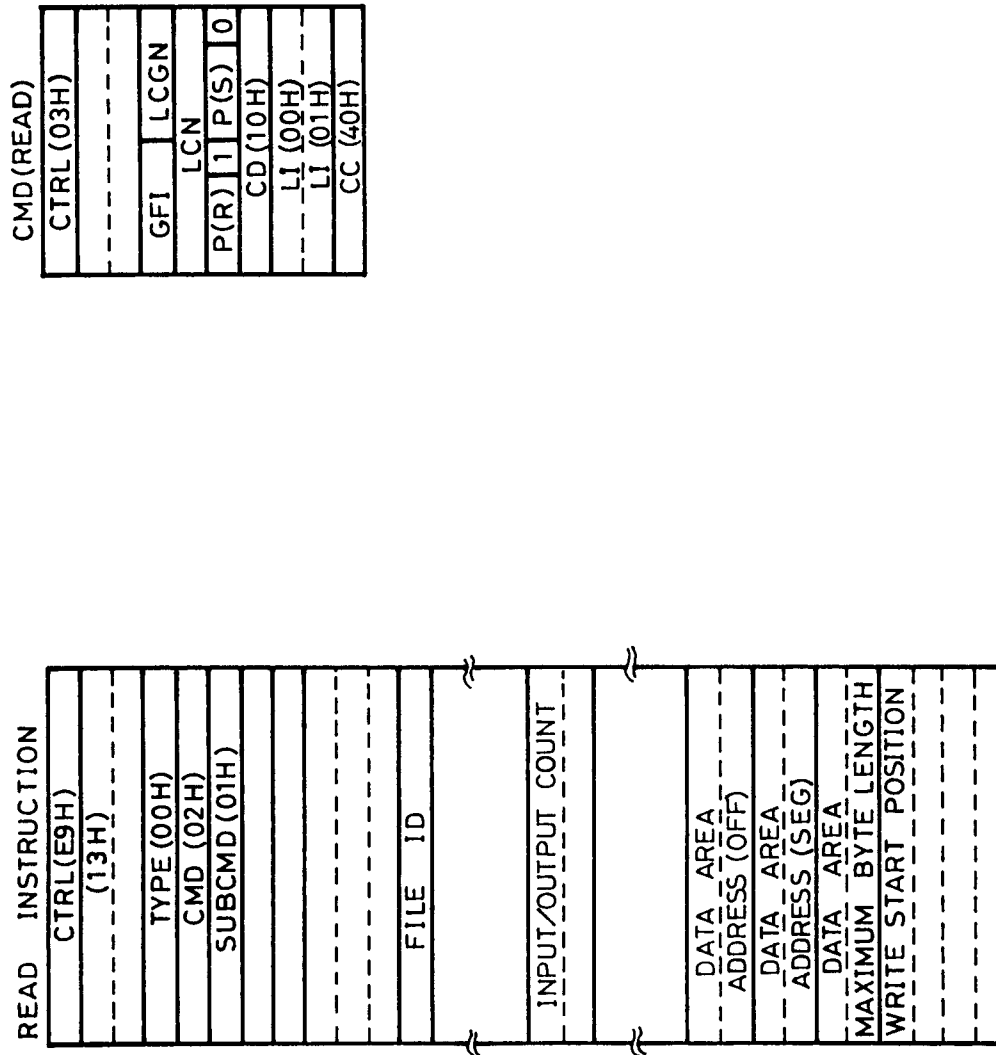 READ INSTRUCTION
CTRL(E9H)
(13H)
TYPE(00H)
CMD (02H)
SUBCMD(01H)
FILE ID
INPUT/OUTPUT COUNT
DATA AREA
ADDRESS (OFF)
DATA AREA
ADDRESS (SEG)
DATA AREA
MAXIMUM BYTE LENGTH
WRITE START POSITION
CMD(READ)
CTRL (03H)
GFI LCGN
LCN
P(R) 1 P(S) 0
CD (10H)
LI (00H)
LI (01H)
CC (40H)